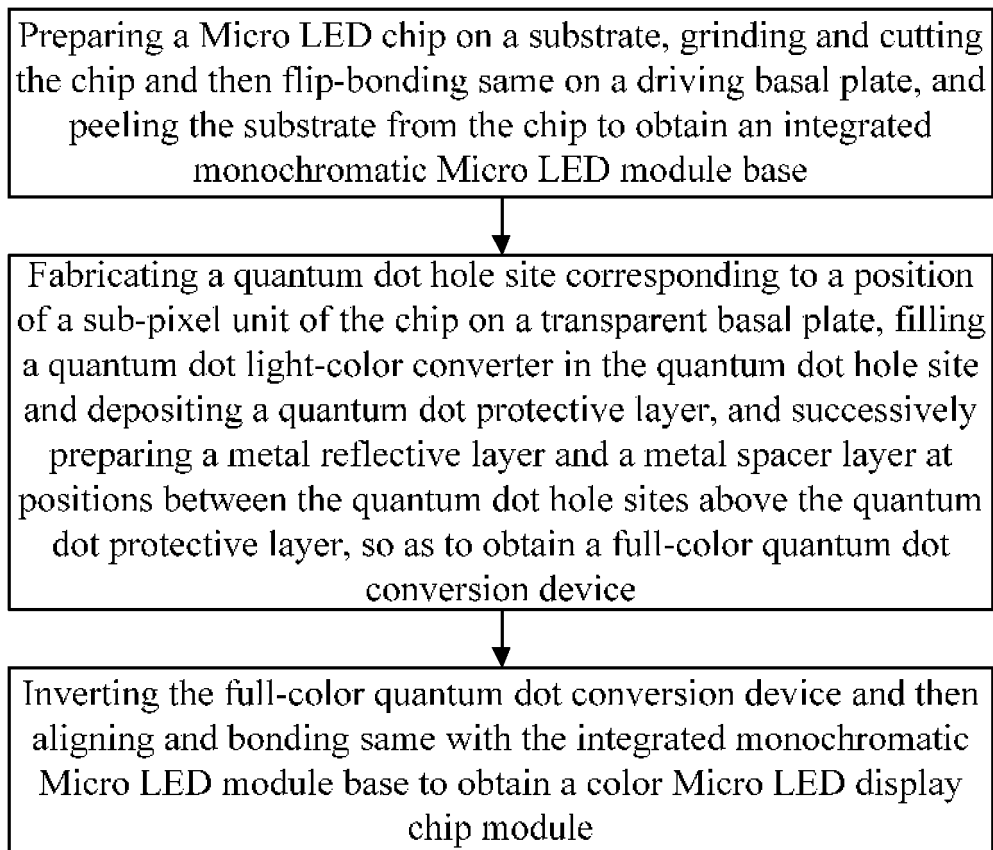 Preparing a Micro LED chip on a substrate, grinding and cutting
the chip and then flip-bonding same on a driving basal plate, and
peeling the substrate from the chip to obtain an integrated
monochromatic Micro LED module base
Fabricating a quantum dot hole site corresponding to a position
of a sub-pixel unit of the chip on a transparent basal plate, filling
a quantum dot light-color converter in the quantum dot hole site
and depositing a quantum dot protective layer, and successively
preparing a metal reflective layer and a metal spacer layer at
positions between the quantum dot hole sites above the quantum
dot protective layer, so as to obtain a full-color quantum dot
conversion device
Inverting the full-color quantum dot conversion device and then
aligning and bonding same with the integrated monochromatic
Micro LED module base to obtain a color Micro LED display
chip module